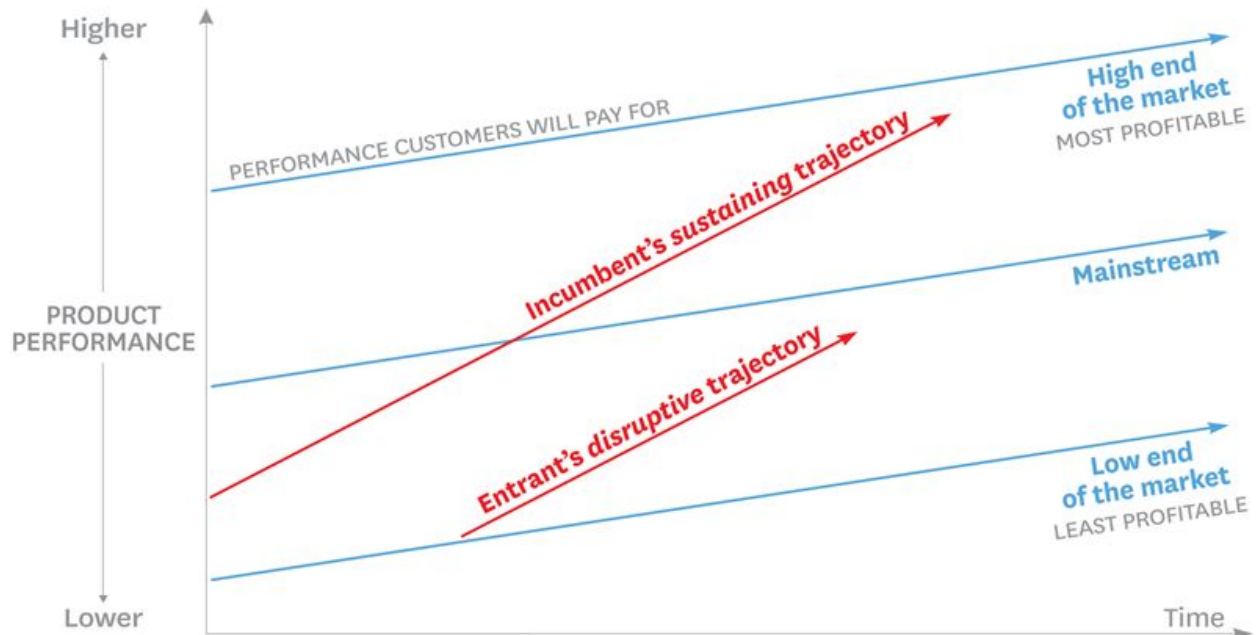 Higher
PERFORMANCE CUSTOMERS WILL PAY FOR
High end
of the market
MOST PROFITABLE
Incumbent’s sustaining trajectory
Mainstream
PRODUCT
PERFORMANCE
Entrant’s disruptive trajectory
Low end
of the market
LEAST PROFITABLE
Lower
Time